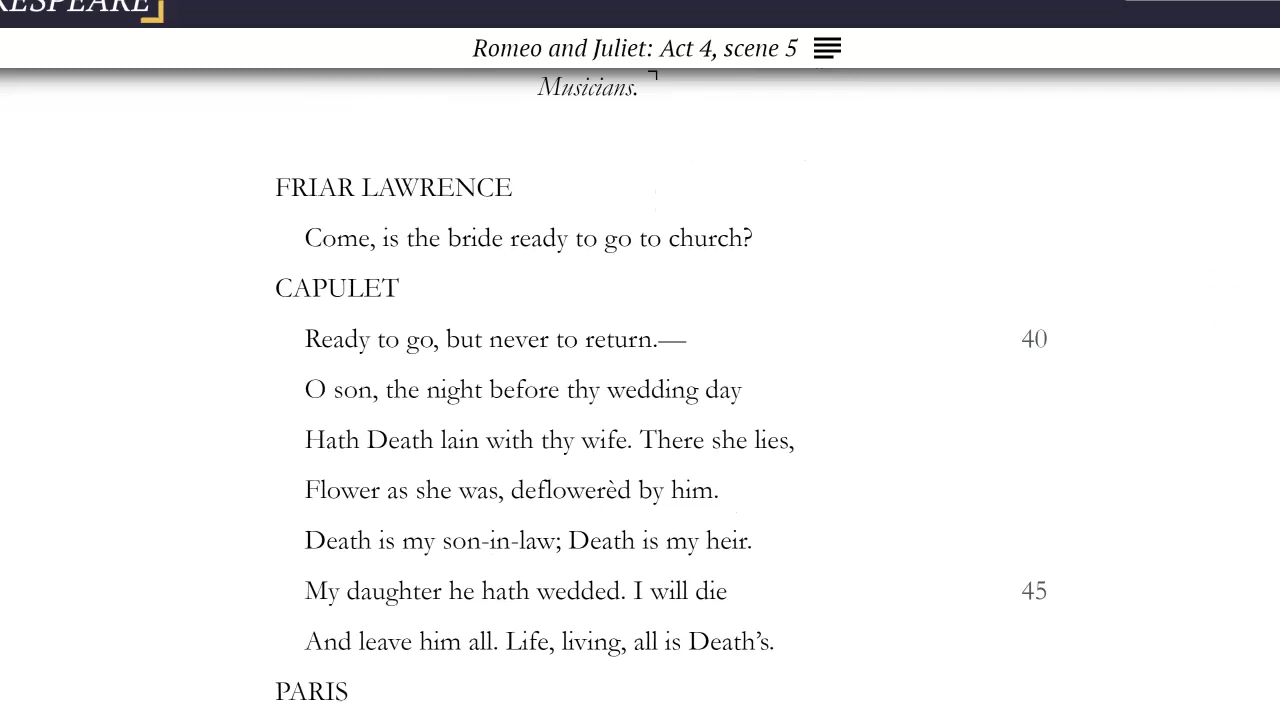 Romeo and Juliet: Act 4, scene 5
Musicians.
FRIAR LAWRENCE
Come, is the bride ready to go to church?
CAPULET
Ready to go, but never to return.— 40
O son, the night before thy wedding day
Hath Death lain with thy wife. There she lies,
Flower as she was, deflowerèd by him.
Death is my son-in-law; Death is my heir.
My daughter he hath wedded. I will die 45
And leave him all. Life, living, all is Death’s.
PARIS